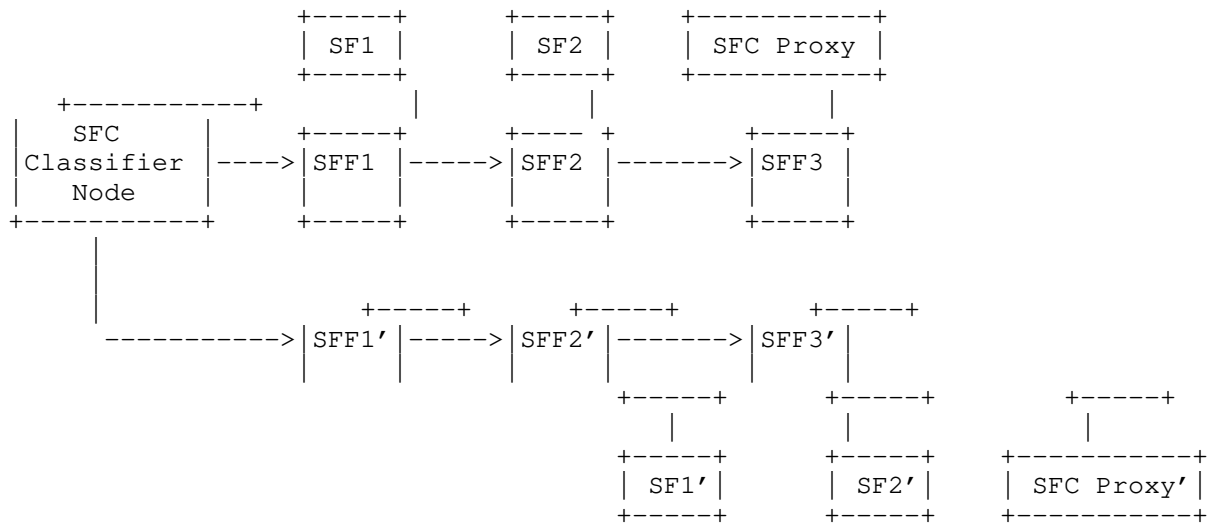 SF1 SF2 SFC Proxy
SFC
Classifier ---->|SFF1 |----->|SFF2 |------->|SFF3 |
Node
----------->|SFF1'|----->|SFF2'|------->|SFF3'|
SF1' SF2' SFC Proxy'